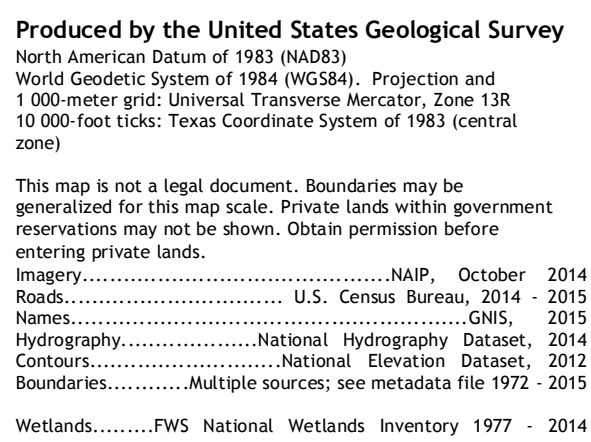 Produced by the United States Geological Survey
North American Datum of 1983 (NAD83)
World Geodetic System of 1984 (WGS84). Projection and
1 000-meter grid: Universal Transverse Mercator, Zone 13R
10 000-foot ticks: Texas Coordinate System of 1983 (central
zone)
This map is not a legal document. Boundaries may be
generalized for this map scale. Private lands within government
reservations may not be shown. Obtain permission before
entering private lands.
Imagery.........................................NAIP, October 2014
Roads............................. U.S. Census Bureau, 2014 - 2015
Names....................................................GNIS, 2015
Hydrography...................National Hydrography Dataset, 2014
Contours.........................National Elevation Dataset, 2012
Boundaries...........Multiple sources; see metadata file 1972 - 2015
Wetlands.........FWS National Wetlands Inventory 1977 - 2014